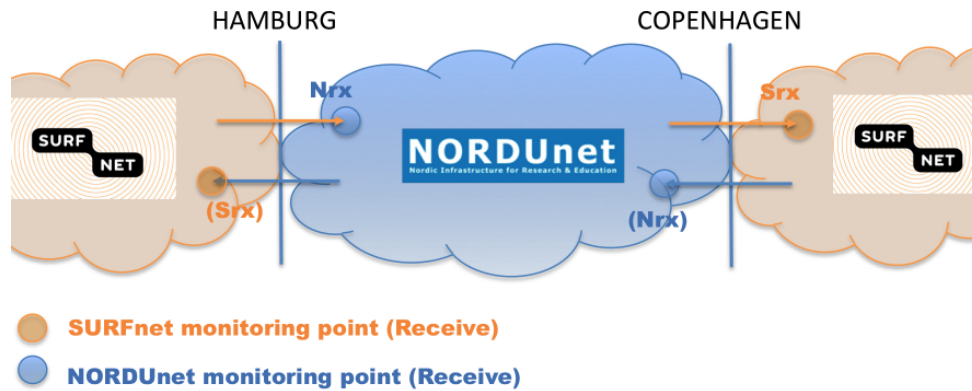 HAMBURG
COPENHAGEN
Nrx
Srx
SURF
NET
NORDUnet
Nordic Infrastructure for Research & Education
SURF
NET
(Srx)
(Nrx)
SURFnet monitoring point (Receive)
NORDUnet monitoring point (Receive)